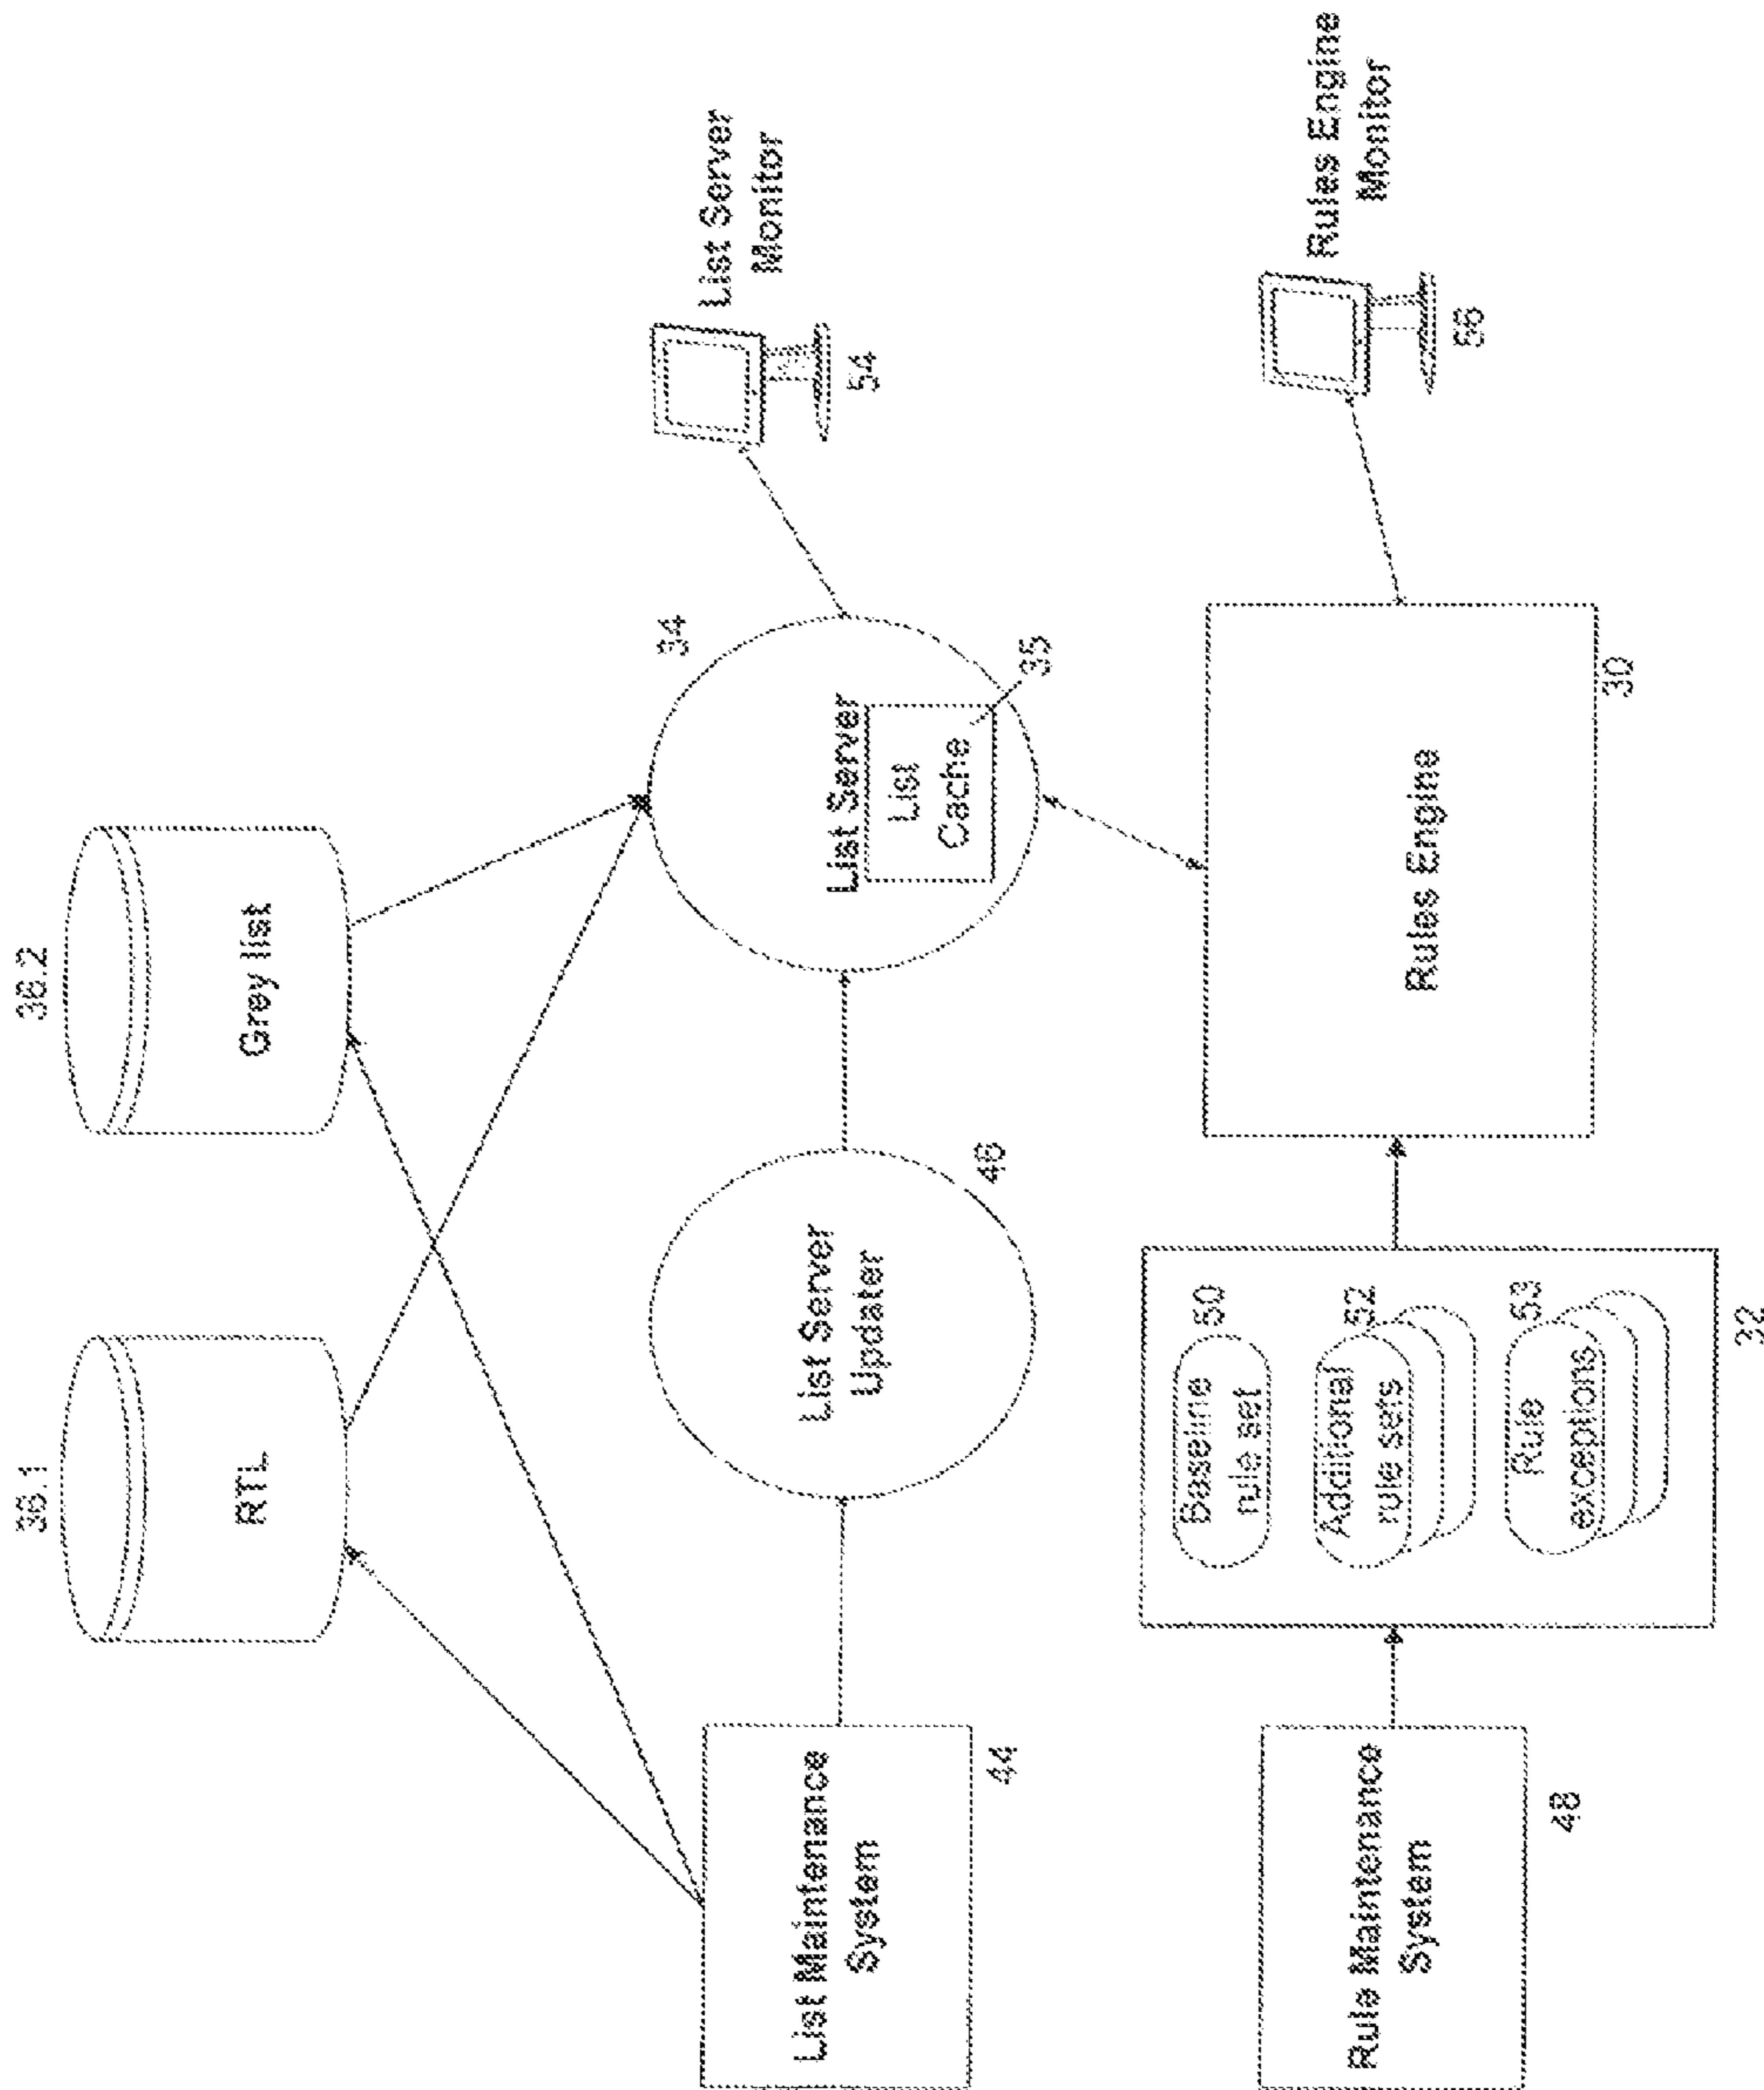 36.1
36.2
RTL
Grey list
List Maintenance
System
44
List Server
Updater
46
List Server
34
List
Cache
35
List Server
Monitor
54
Rule Maintenance
System
48
Baseline
rule set
50
Additional
rule sets
52
Rule
exceptions
53
32
Rules Engine
30
Rules Engine
Monitor
56